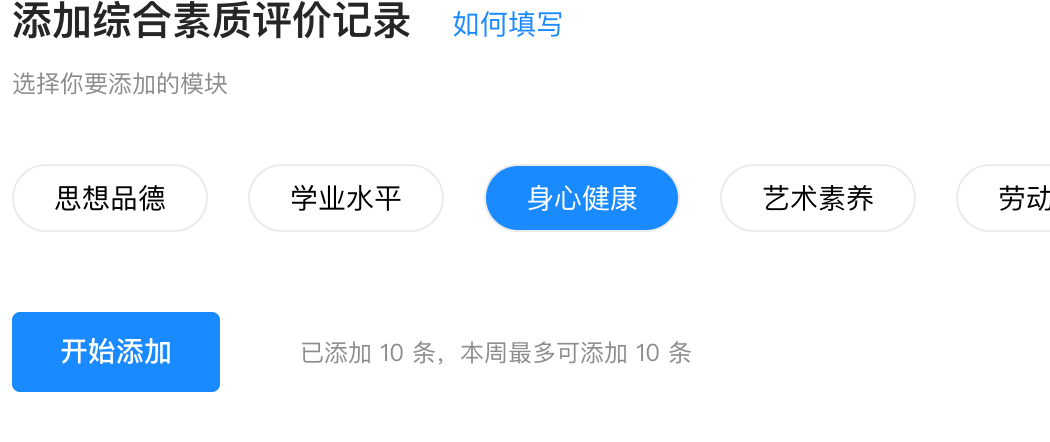 添加综合素质评价记录 如何填写
选择你要添加的模块
思想品德 学业水平 身心健康 艺术素养 劳动
开始添加 已添加 10 条，本周最多可添加 10 条